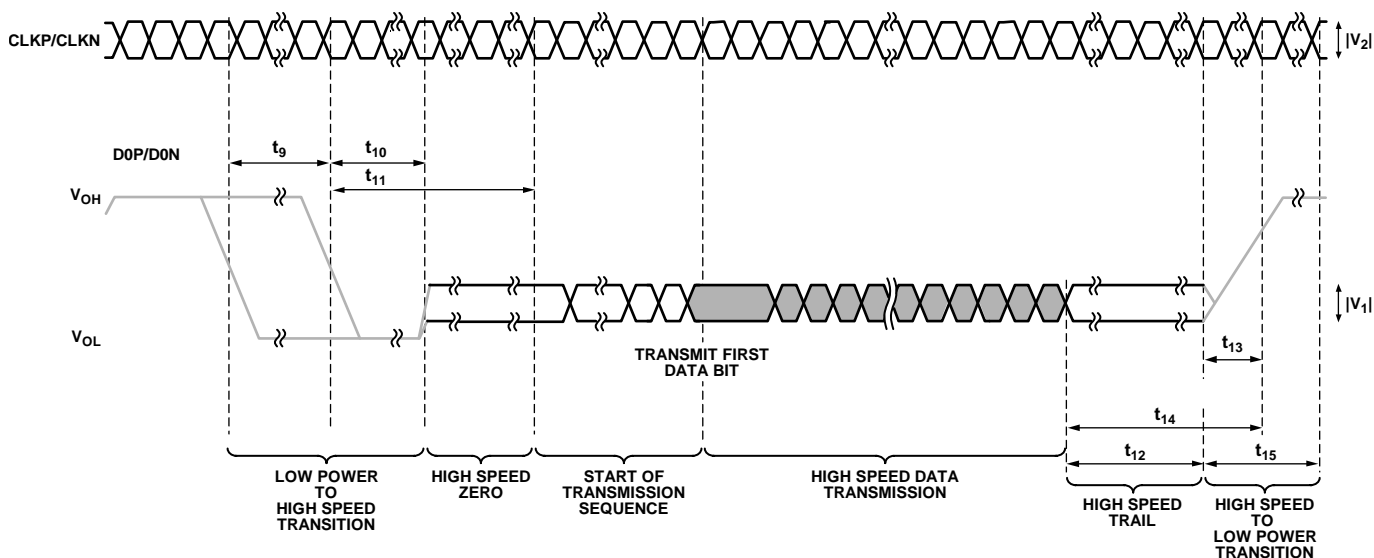 CLKP/CLKN
|V2|
D0P/D0N
t9
t10
t11
VOH
VOL
|V1|
TRANSMIT FIRST
DATA BIT
t13
t14
t12
t15
LOW POWER
TO
HIGH SPEED
TRANSITION
HIGH SPEED
ZERO
START OF
TRANSMISSION
SEQUENCE
HIGH SPEED DATA
TRANSMISSION
HIGH SPEED
TRAIL
HIGH SPEED
TO
LOW POWER
TRANSITION